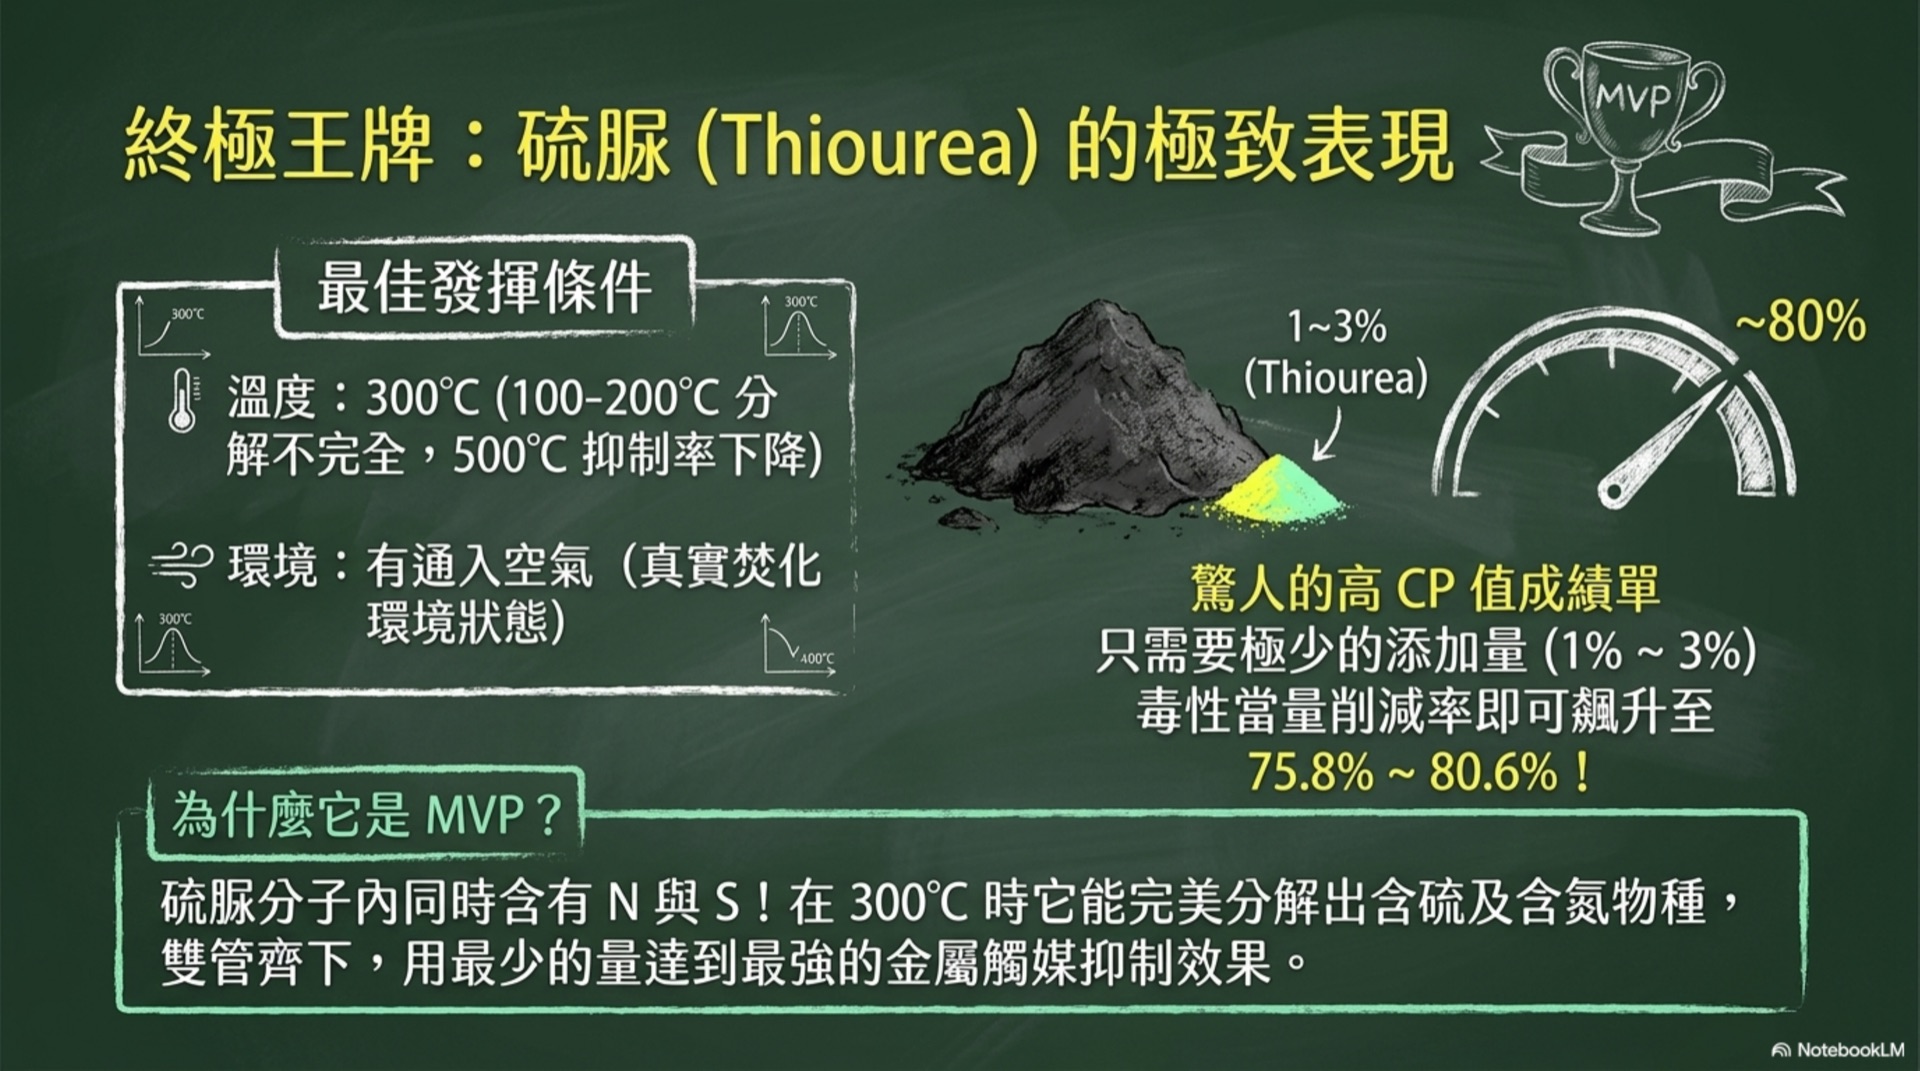 終極王牌：硫脲 (Thiourea) 的極致表現
MVP
最佳發揮條件
300℃
300℃
溫度：300℃ (100-200℃ 分
解不完全，500℃ 抑制率下降)
環境：有通入空氣（真實焚化
環境狀態）
300℃
400℃
1~3%
(Thiourea)
~80%
驚人的高 CP 值成績單
只需要極少的添加量 (1% ~ 3%)
毒性當量削減率即可飆升至
75.8% ~ 80.6%！
為什麼它是 MVP？
硫脲分子內同時含有 N 與 S！在 300℃ 時它能完美分解出含硫及含氮物種，
雙管齊下，用最少的量達到最強的金屬觸媒抑制效果。
NotebookLM